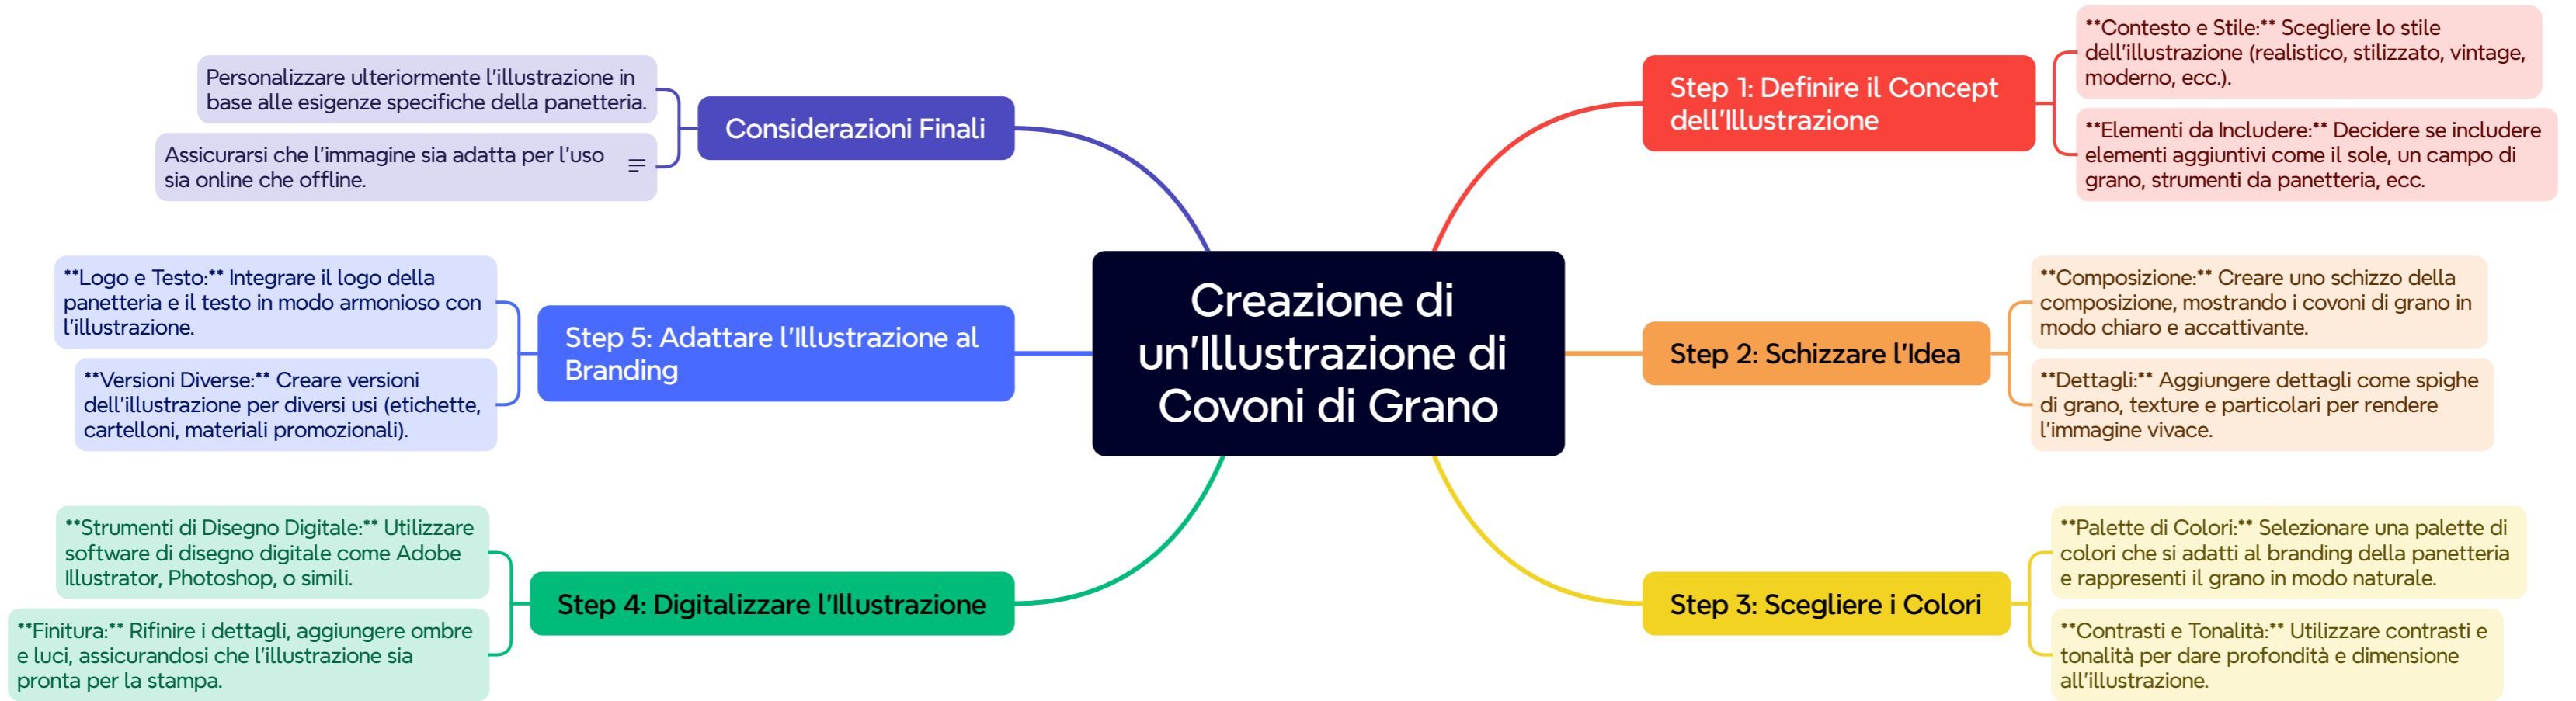 Creazione di
un'Illustrazione di
Covoni di Grano
Step 1: Definire il Concept
dell'Illustrazione
**Contesto e Stile:** Scegliere lo stile
dell'illustrazione (realistico, stilizzato, vintage,
moderno, ecc.).
**Elementi da Includere:** Decidere se includere
elementi aggiuntivi come il sole, un campo di
grano, strumenti da panetteria, ecc.
Step 2: Schizzare l'Idea
**Composizione:** Creare uno schizzo della
composizione, mostrando i covoni di grano in
modo chiaro e accattivante.
**Dettagli:** Aggiungere dettagli come spighe
di grano, texture e particolari per rendere
l'immagine vivace.
Step 3: Scegliere i Colori
**Palette di Colori:** Selezionare una palette di
colori che si adatti al branding della panetteria
e rappresenti il grano in modo naturale.
**Contrasti e Tonalità:** Utilizzare contrasti e
tonalità per dare profondità e dimensione
all'illustrazione.
Step 4: Digitalizzare l'Illustrazione
**Strumenti di Disegno Digitale:** Utilizzare
software di disegno digitale come Adobe
Illustrator, Photoshop, o simili.
**Finitura:** Rifinire i dettagli, aggiungere ombre
e luci, assicurandosi che l'illustrazione sia
pronta per la stampa.
Step 5: Adattare l'Illustrazione al
Branding
**Logo e Testo:** Integrare il logo della
panetteria e il testo in modo armonioso con
l'illustrazione.
**Versioni Diverse:** Creare versioni
dell'illustrazione per diversi usi (etichette,
cartelloni, materiali promozionali).
Considerazioni Finali
Personalizzare ulteriormente l'illustrazione in
base alle esigenze specifiche della panetteria.
Assicurarsi che l'immagine sia adatta per l'uso
sia online che offline.